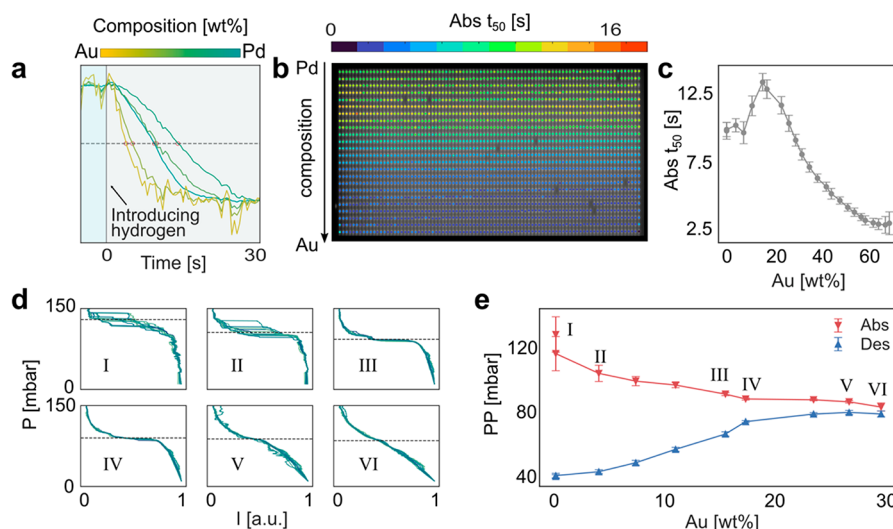 Composition [wt%]
Au Pd
a
Introducing
hydrogen
0 30
Time [s]
Abs t50 [s]
0 16
b
Pd
composition
Au
c
Abs t50 [s]
12.5
7.5
2.5
0 20 40 60
Au [wt%]
d
P [mbar]
150
0
I
II
III
150
0
IV
V
VI
0 1 0 1 0 1
I [a.u.]
e
Abs
Des
PP [mbar]
120
80
40
I
II
III
IV
V
VI
0 10 20 30
Au [wt%]